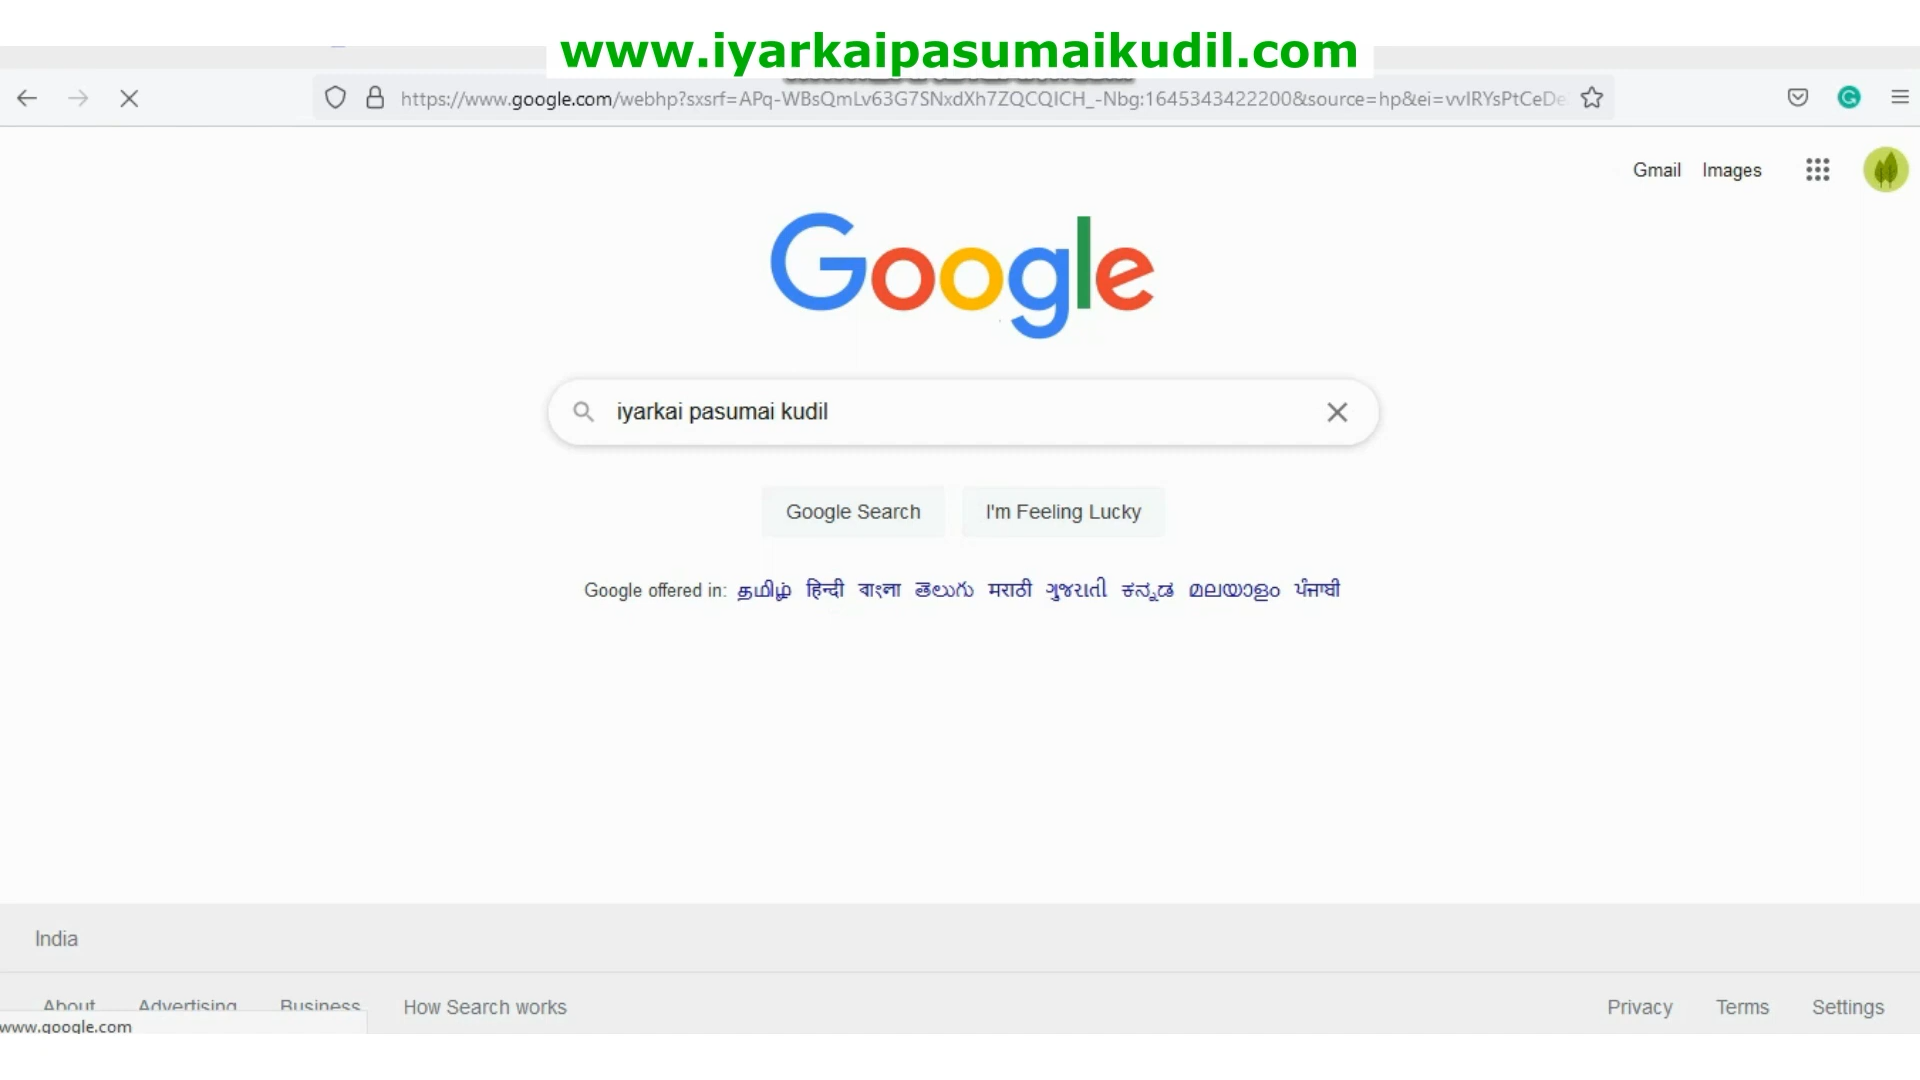 www.iyarkaipasumaikudil.com
https://www.google.com/webhp?sxsrf=APq-WBsQmLv63G7SNxdXh7ZQCQICH_-Nbg:1645343422200&source=hp&ei=vvIRYsPtCeDe
Gmail Images
Google
iyarkai pasumai kudil
Google Search I'm Feeling Lucky
Google offered in: தமிழ் हिन्दी বাংলা తెలుగు मराठी ગુજરાતી ಕನ್ನಡ മലയാളം ਪੰਜਾਬੀ
India
About Advertising Business How Search works Privacy Terms Settings
www.google.com